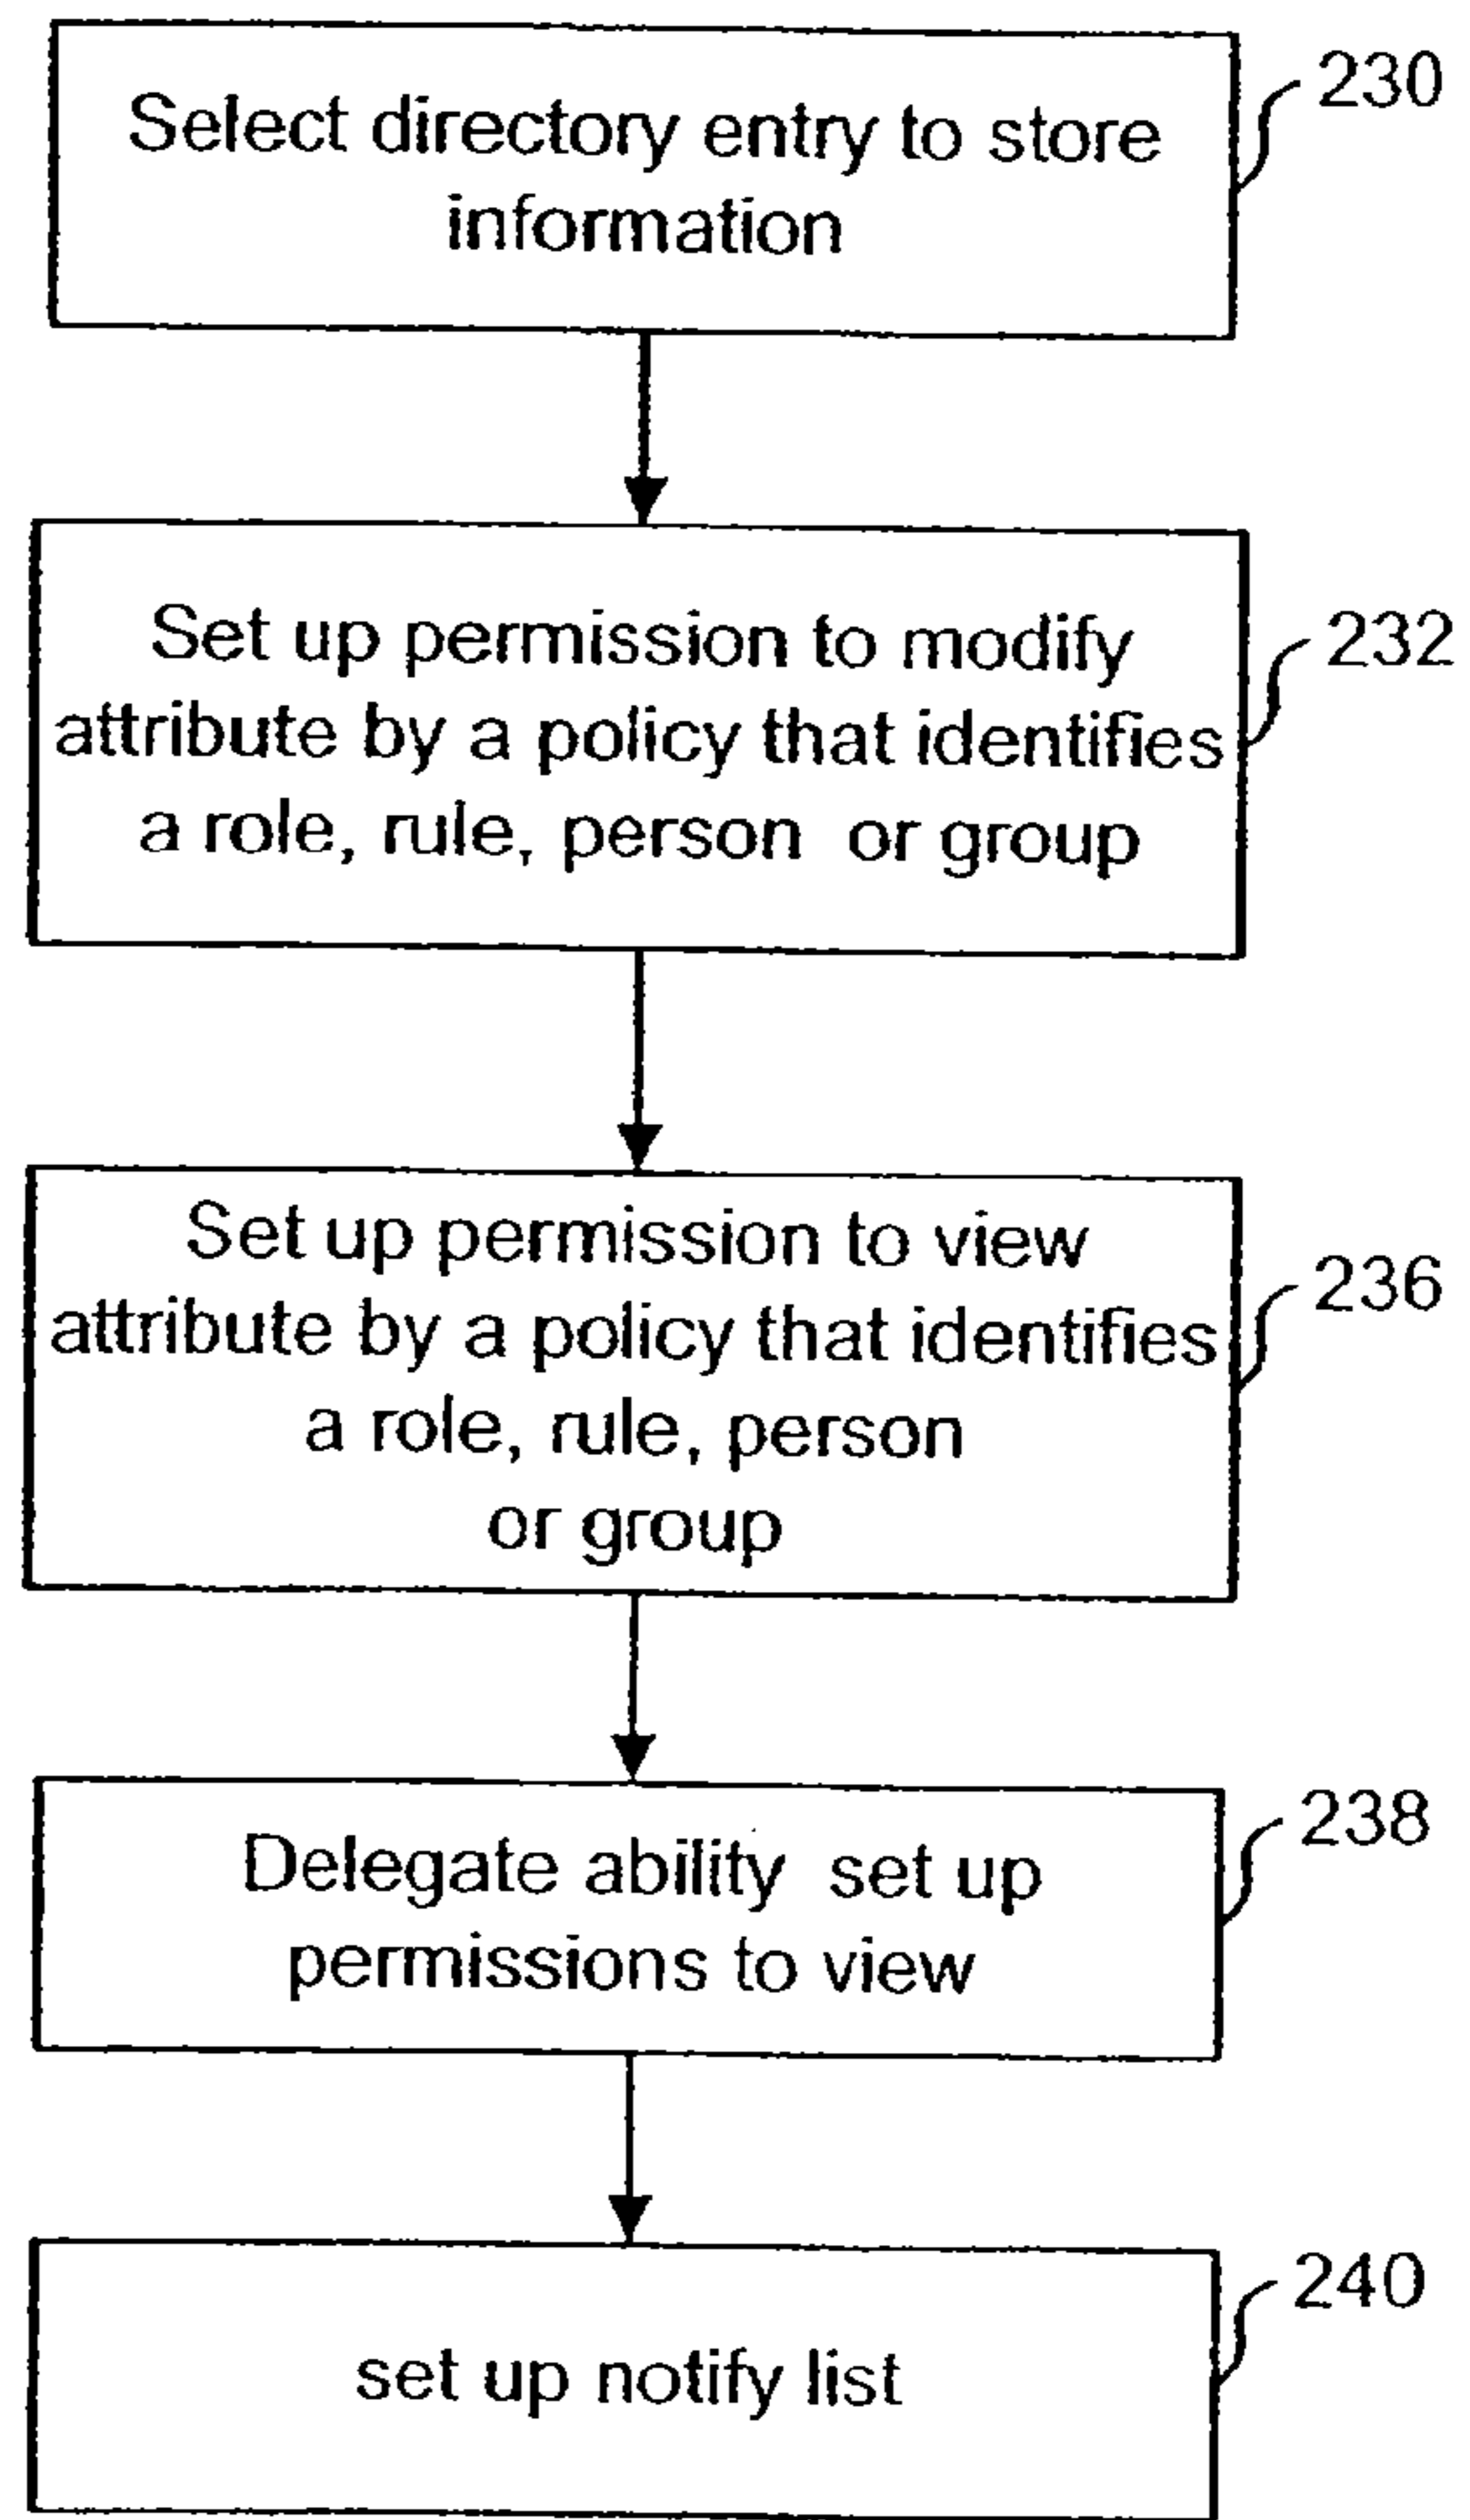 Select directory entry to store
information
230
Set up permission to modify
attribute by a policy that identifies
a role, rule, person or group
232
Set up permission to view
attribute by a policy that identifies
a role, rule, person
or group
236
Delegate ability set up
permissions to view
238
set up notify list
240